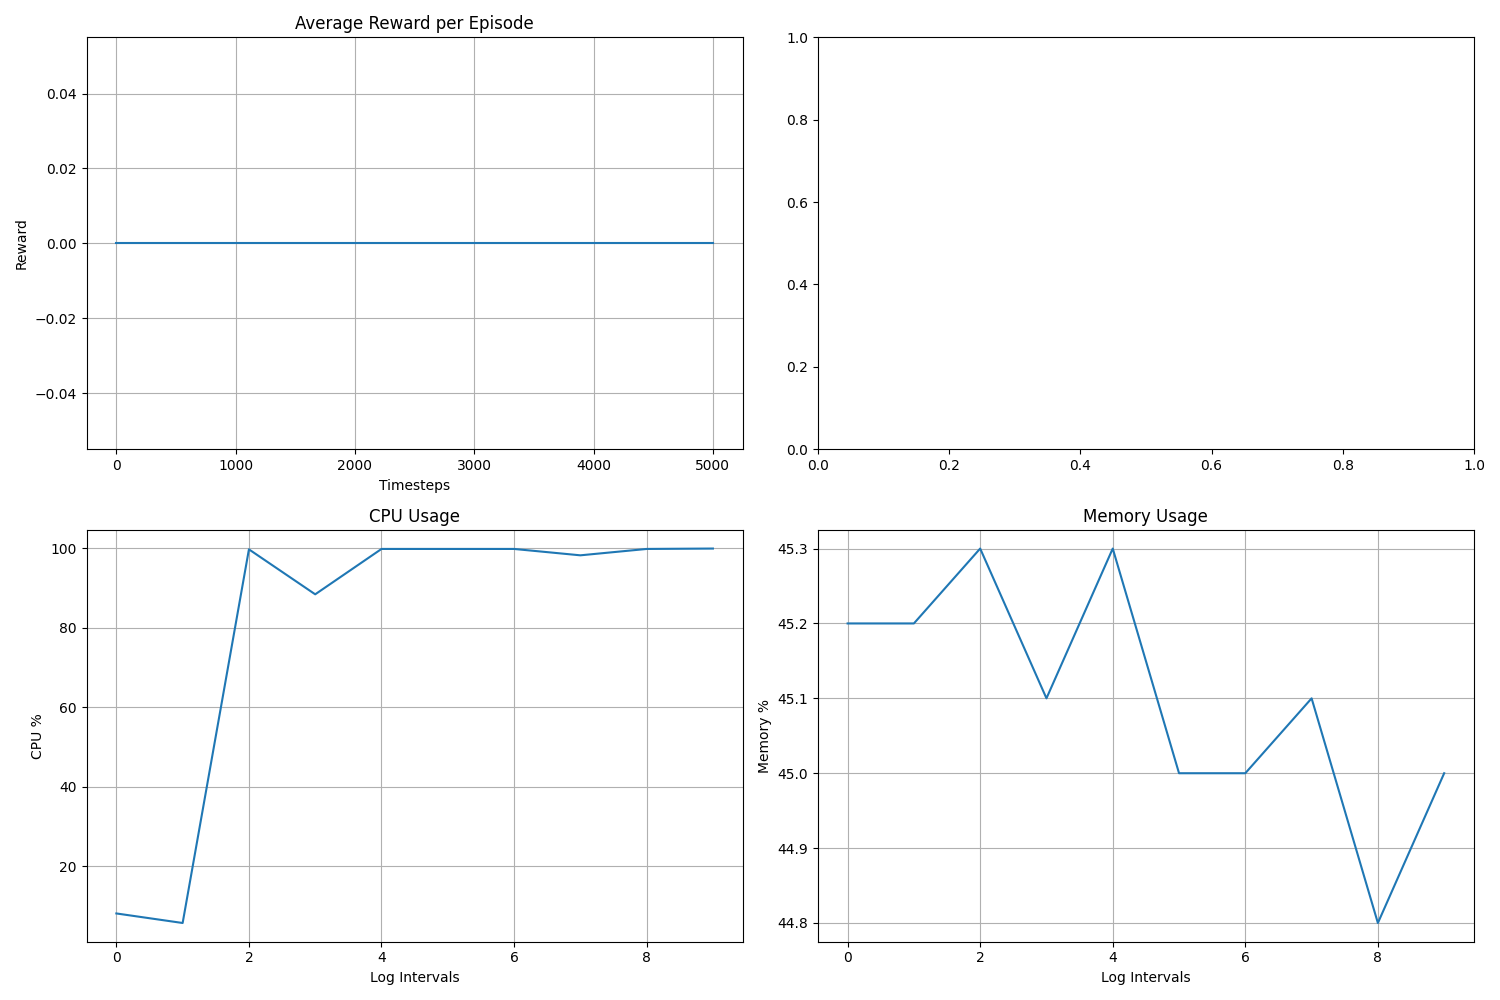 Average Reward per Episode
0.04
0.02
0.00
−0.02
−0.04
Reward
0 1000 2000 3000 4000 5000
Timesteps
1.0
0.8
0.6
0.4
0.2
0.0
0.0 0.2 0.4 0.6 0.8 1.0
CPU Usage
100
80
60
40
20
CPU %
0 2 4 6 8
Log Intervals
Memory Usage
45.3
45.2
45.1
45.0
44.9
44.8
Memory %
0 2 4 6 8
Log Intervals